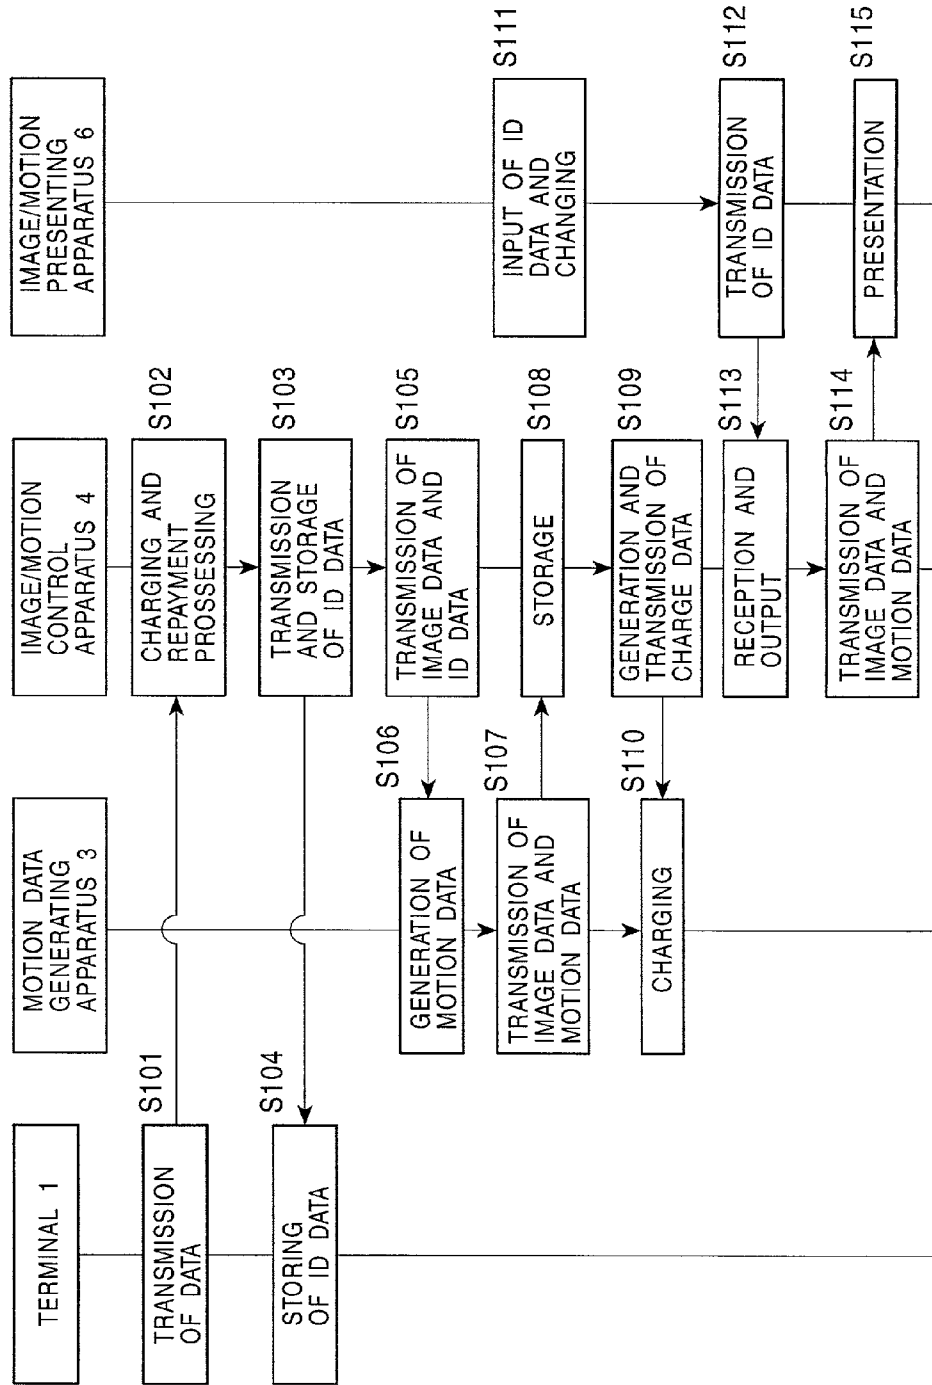 TERMINAL 1
MOTION DATA
GENERATING
APPARATUS 3
IMAGE/MOTION
CONTROL
APPARATUS 4
IMAGE/MOTION
PRESENTING
APPARATUS 6
S101
TRANSMISSION
OF DATA
S102
CHARGING AND
REPAYMENT
PROSSESSING
S103
TRANSMISSION
AND STORAGE
OF ID DATA
S104
STORING
OF ID DATA
S105
TRANSMISSION OF
IMAGE DATA AND
ID DATA
S106
GENERATION OF
MOTION DATA
S107
TRANSMISSION OF
IMAGE DATA AND
MOTION DATA
S108
STORAGE
S109
GENERATION AND
TRANSMISSION OF
CHARGE DATA
S110
CHARGING
S111
INPUT OF ID
DATA AND
CHANGING
S112
TRANSMISSION
OF ID DATA
S113
RECEPTION AND
OUTPUT
S114
TRANSMISSION OF
IMAGE DATA AND
MOTION DATA
S115
PRESENTATION